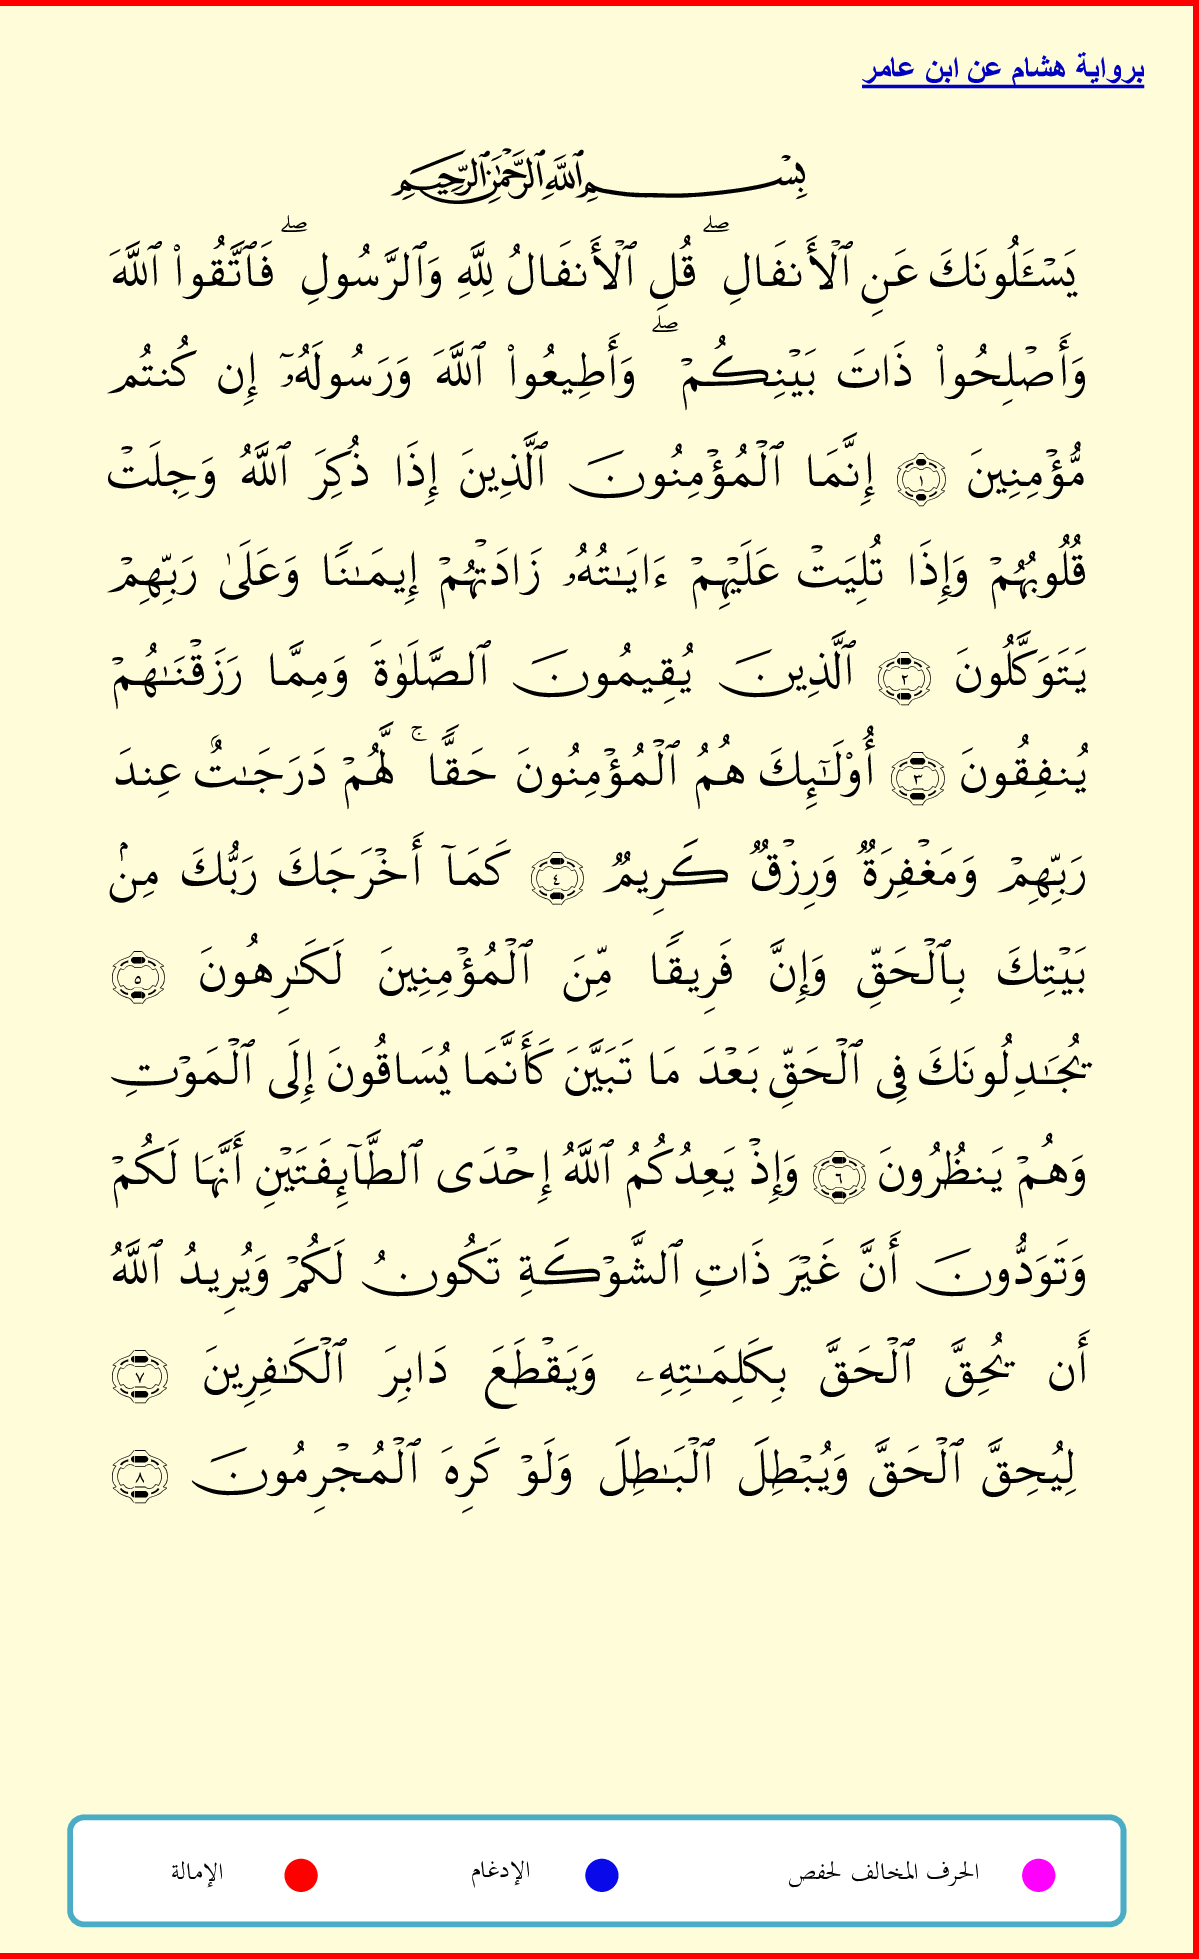 برواية هشام عن ابن عامر
بِسْمِ ٱللَّهِ ٱلرَّحْمَٰنِ ٱلرَّحِيمِ
يَسْـَٔلُونَكَ عَنِ ٱلْأَنفَالِ ۖ قُلِ ٱلْأَنفَالُ لِلَّهِ وَٱلرَّسُولِ ۖ فَٱتَّقُوا۟ ٱللَّهَ
وَأَصْلِحُوا۟ ذَاتَ بَيْنِكُمْ ۖ وَأَطِيعُوا۟ ٱللَّهَ وَرَسُولَهُۥٓ إِن كُنتُم
مُّؤْمِنِينَ ١ إِنَّمَا ٱلْمُؤْمِنُونَ ٱلَّذِينَ إِذَا ذُكِرَ ٱللَّهُ وَجِلَتْ
قُلُوبُهُمْ وَإِذَا تُلِيَتْ عَلَيْهِمْ ءَايَـٰتُهُۥ زَادَتْهُمْ إِيمَـٰنًا وَعَلَىٰ رَبِّهِمْ
يَتَوَكَّلُونَ ٢ ٱلَّذِينَ يُقِيمُونَ ٱلصَّلَوٰةَ وَمِمَّا رَزَقْنَـٰهُمْ
يُنفِقُونَ ٣ أُوْلَـٰٓئِكَ هُمُ ٱلْمُؤْمِنُونَ حَقًّا ۚ لَّهُمْ دَرَجَـٰتٌ عِندَ
رَبِّهِمْ وَمَغْفِرَةٌ وَرِزْقٌ كَرِيمٌ ٤ كَمَآ أَخْرَجَكَ رَبُّكَ مِنۢ
بَيْتِكَ بِٱلْحَقِّ وَإِنَّ فَرِيقًا مِّنَ ٱلْمُؤْمِنِينَ لَكَـٰرِهُونَ ٥
يُجَـٰدِلُونَكَ فِى ٱلْحَقِّ بَعْدَ مَا تَبَيَّنَ كَأَنَّمَا يُسَاقُونَ إِلَى ٱلْمَوْتِ
وَهُمْ يَنظُرُونَ ٦ وَإِذْ يَعِدُكُمُ ٱللَّهُ إِحْدَى ٱلطَّآئِفَتَيْنِ أَنَّهَا لَكُمْ
وَتَوَدُّونَ أَنَّ غَيْرَ ذَاتِ ٱلشَّوْكَةِ تَكُونُ لَكُمْ وَيُرِيدُ ٱللَّهُ
أَن يُحِقَّ ٱلْحَقَّ بِكَلِمَـٰتِهِۦ وَيَقْطَعَ دَابِرَ ٱلْكَـٰفِرِينَ ٧
لِيُحِقَّ ٱلْحَقَّ وَيُبْطِلَ ٱلْبَـٰطِلَ وَلَوْ كَرِهَ ٱلْمُجْرِمُونَ ٨
الحرف المخالف لحفص
الإدغام
الإمالة